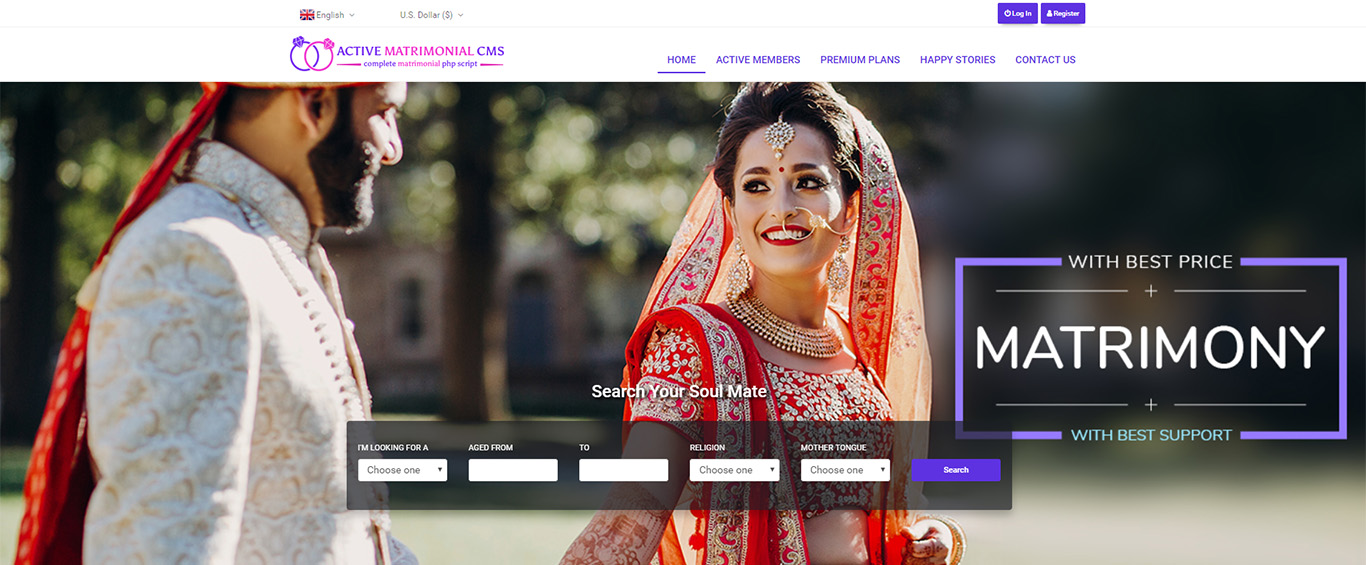 English
U.S. Dollar ($)
Log In
Register
ACTIVE MATRIMONIAL CMS
complete matrimonial php script
HOME
ACTIVE MEMBERS
PREMIUM PLANS
HAPPY STORIES
CONTACT US
WITH BEST PRICE
MATRIMONY
WITH BEST SUPPORT
Search Your Soul Mate
I'M LOOKING FOR A
AGED FROM
TO
RELIGION
MOTHER TONGUE
Choose one
Choose one
Choose one
Search